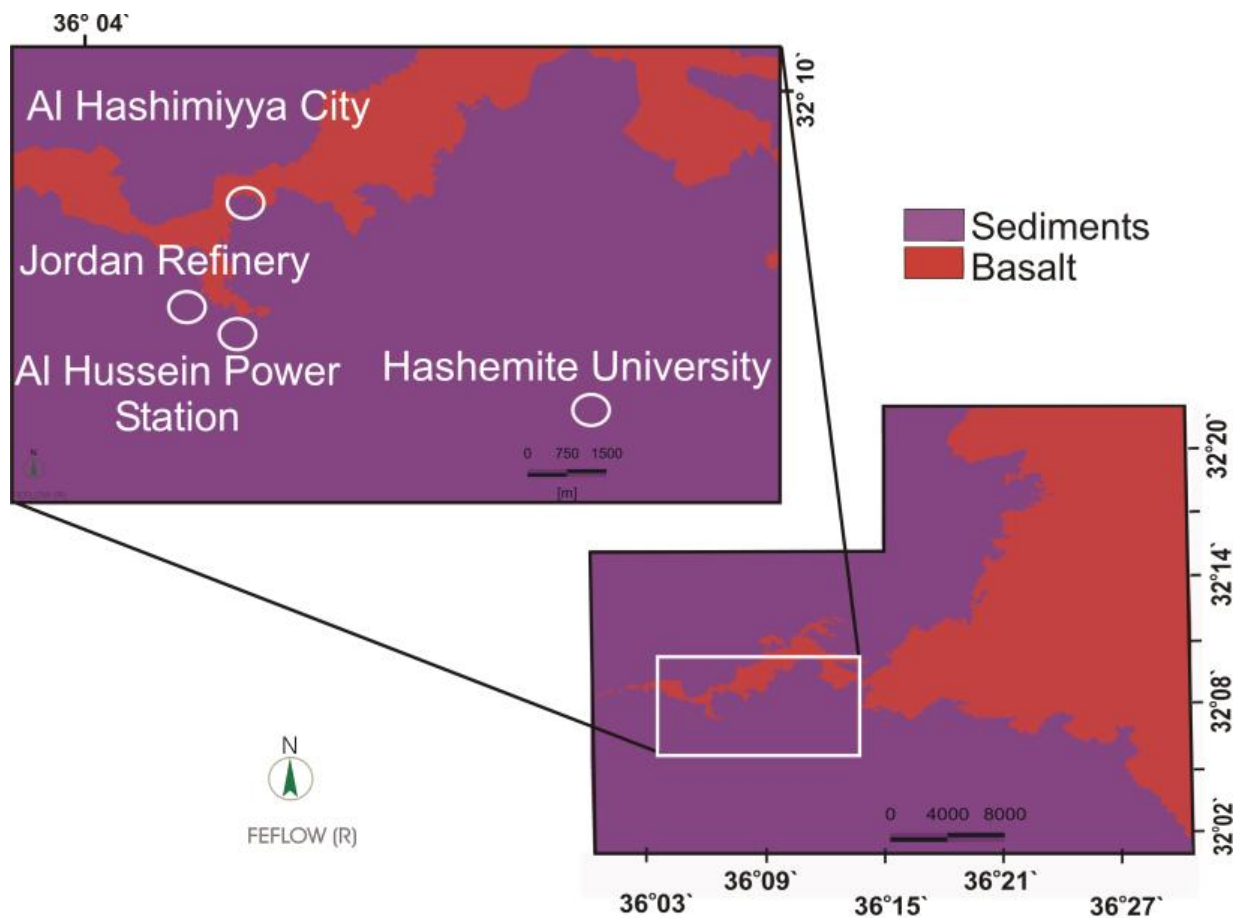 36° 04`
32° 10`
Al Hashimiyya City
Jordan Refinery
Al Hussein Power
Station
Hashemite University
N
0 750 1500
[m]
FEFLOW (R)
Sediments
Basalt
32°20`
32°14`
32°08`
32°02`
0 4000 8000
N
FEFLOW (R)
36°03`
36°09`
36°15`
36°21`
36°27`